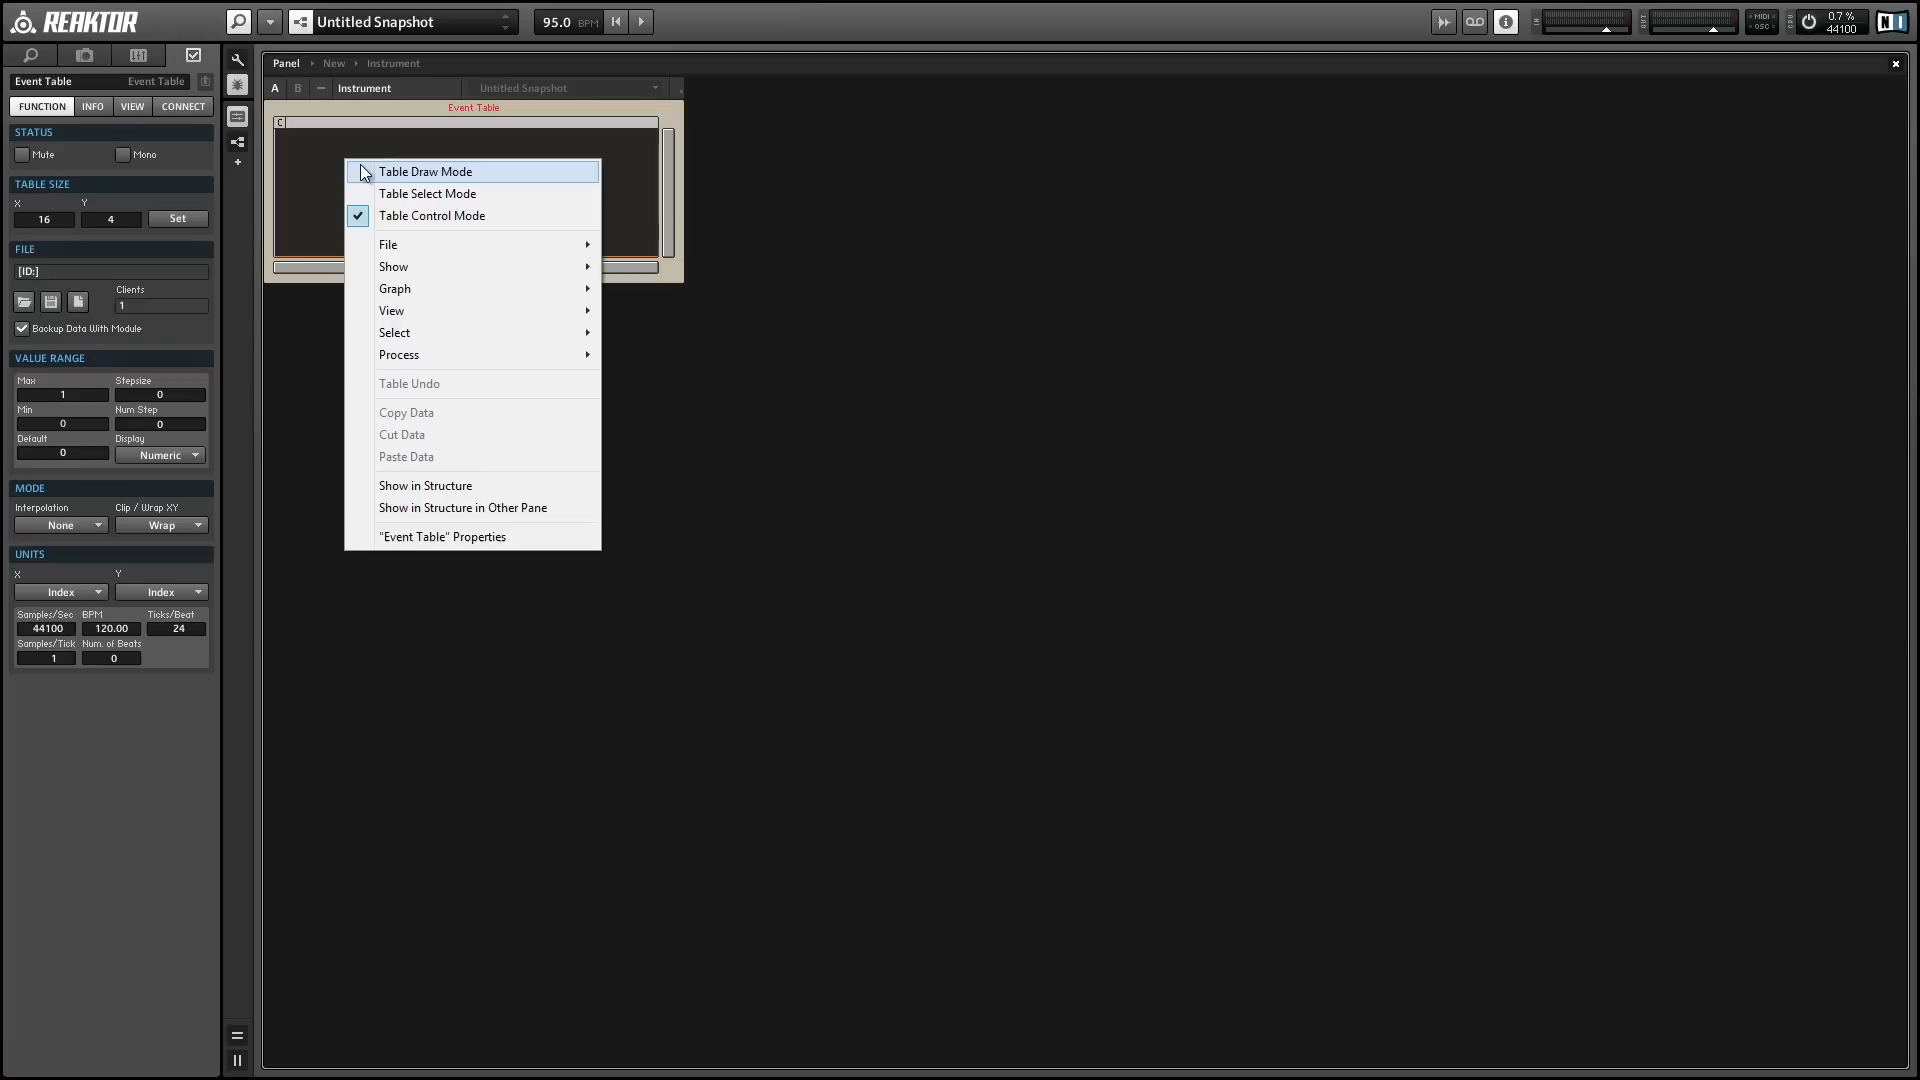 REAKTOR
Untitled Snapshot
95.0 BPM
IN
OUT
MIDI
OSC
CPU
0.7 %
44100
NI
Event Table Event Table
FUNCTION INFO VIEW CONNECT
STATUS
Mute Mono
TABLE SIZE
X Y
16 4 Set
FILE
[ID:]
Clients
1
Backup Data With Module
VALUE RANGE
Max Stepsize
1 0
Min Num Step
0 0
Default Display
0 Numeric
MODE
Interpolation Clip / Wrap XY
None Wrap
UNITS
X Y
Index Index
Samples/Sec BPM Ticks/Beat
44100 120.00 24
Samples/Tick Num. of Beats
1 0
Panel New Instrument
A B Instrument Untitled Snapshot
Event Table
C
Table Draw Mode
Table Select Mode
Table Control Mode
File
Show
Graph
View
Select
Process
Table Undo
Copy Data
Cut Data
Paste Data
Show in Structure
Show in Structure in Other Pane
"Event Table" Properties